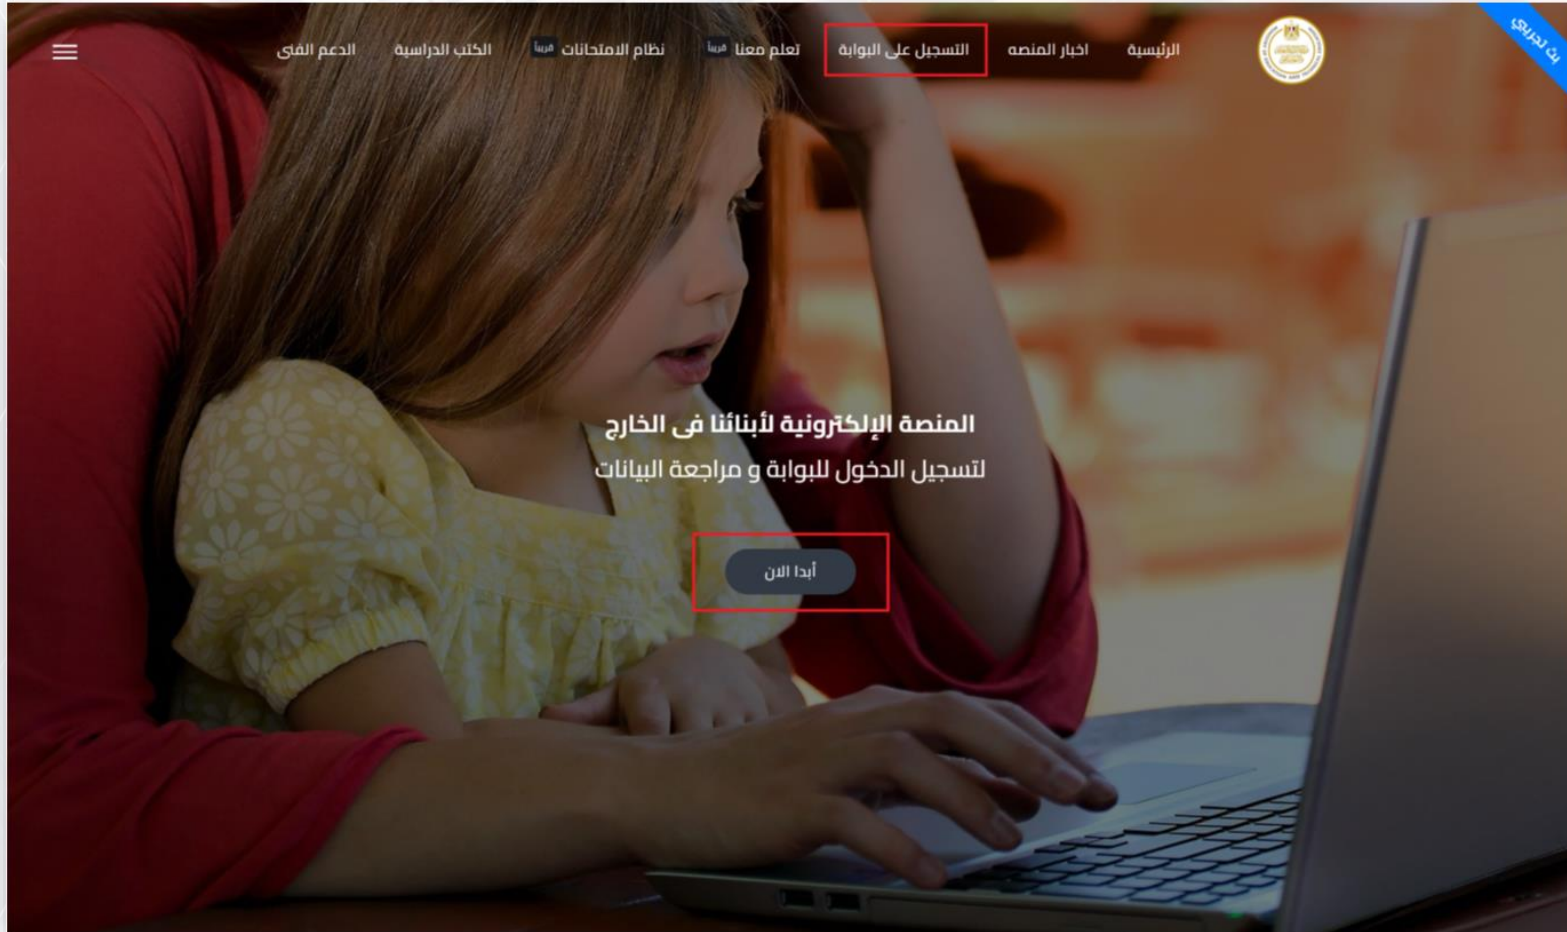 بث تجريبي
الرئيسية اخبار المنصه التسجيل على البوابة تعلم معنا قريباً نظام الامتحانات قريباً الكتب الدراسية الدعم الفنى
المنصة الإلكترونية لأبنائنا فى الخارج
لتسجيل الدخول للبوابة و مراجعة البيانات
أبدا الان